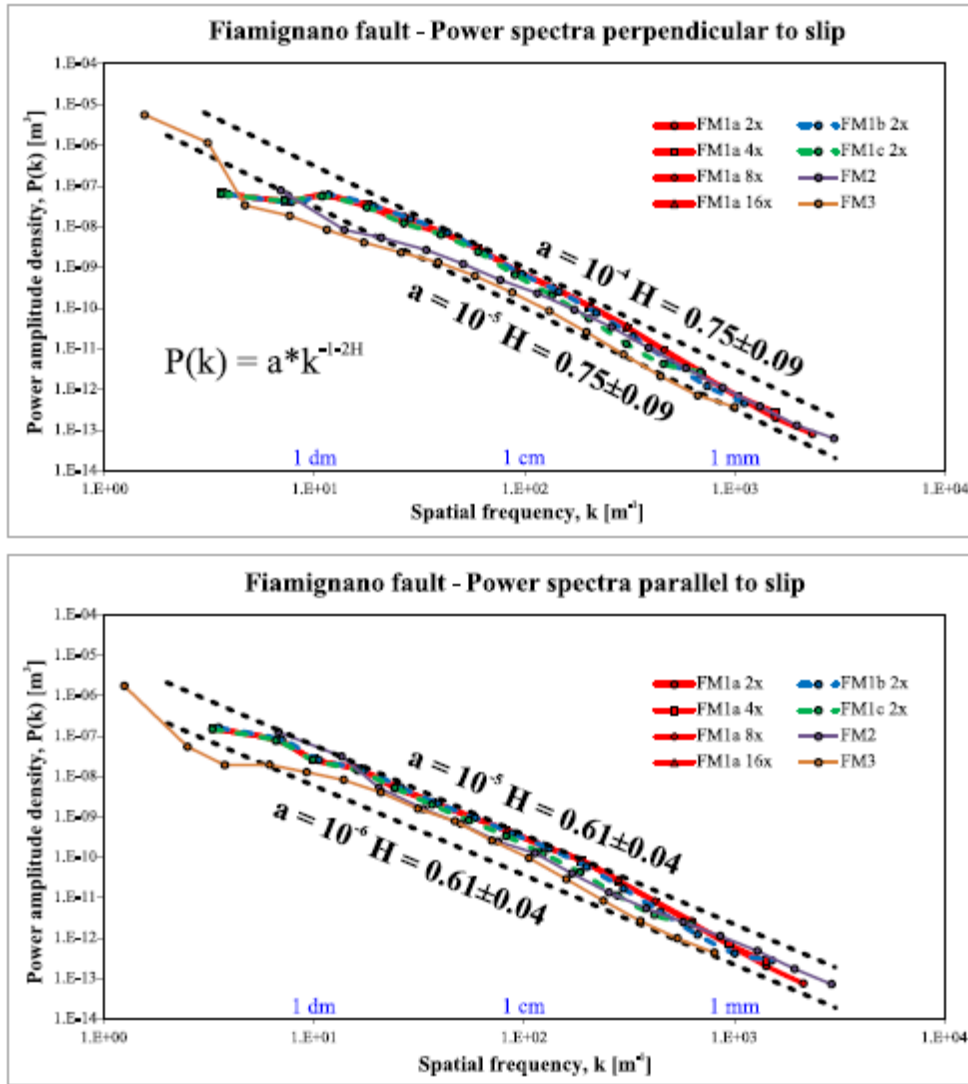 Fiamignano fault - Power spectra perpendicular to slip
Power amplitude density, P(k) [m³]
1.E-04
1.E-05
1.E-06
1.E-07
1.E-08
1.E-09
1.E-10
1.E-11
1.E-12
1.E-13
1.E-14
FM1a 2x
FM1b 2x
FM1a 4x
FM1c 2x
FM1a 8x
FM2
FM1a 16x
FM3
a = 10⁻⁴ H = 0.75±0.09
a = 10⁻⁵ H = 0.75±0.09
P(k) = a*k⁻¹⁻²ᴴ
1 dm
1 cm
1 mm
1.E+00
1.E+01
1.E+02
1.E+03
1.E+04
Spatial frequency, k [m⁻¹]
Fiamignano fault - Power spectra parallel to slip
Power amplitude density, P(k) [m³]
1.E-04
1.E-05
1.E-06
1.E-07
1.E-08
1.E-09
1.E-10
1.E-11
1.E-12
1.E-13
1.E-14
FM1a 2x
FM1b 2x
FM1a 4x
FM1c 2x
FM1a 8x
FM2
FM1a 16x
FM3
a = 10⁻⁵ H = 0.61±0.04
a = 10⁻⁶ H = 0.61±0.04
1 dm
1 cm
1 mm
1.E+00
1.E+01
1.E+02
1.E+03
1.E+04
Spatial frequency, k [m⁻¹]